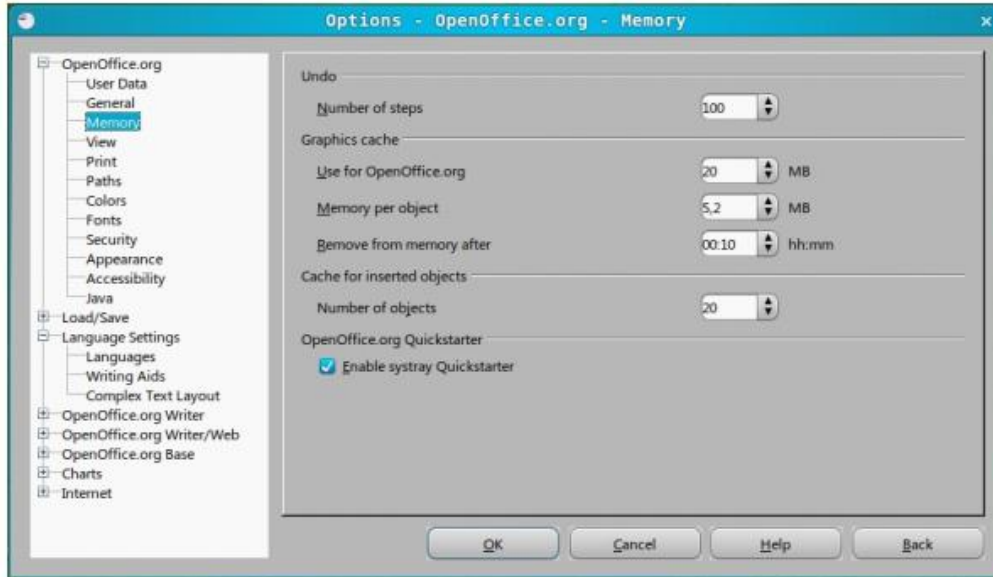 Options - OpenOffice.org - Memory
OpenOffice.org
User Data
General
Memory
View
Print
Paths
Colors
Fonts
Security
Appearance
Accessibility
Java
Load/Save
Language Settings
Languages
Writing Aids
Complex Text Layout
OpenOffice.org Writer
OpenOffice.org Writer/Web
OpenOffice.org Base
Charts
Internet
Undo
Number of steps 100
Graphics cache
Use for OpenOffice.org 20 MB
Memory per object 5,2 MB
Remove from memory after 00:10 hh:mm
Cache for inserted objects
Number of objects 20
OpenOffice.org Quickstarter
Enable systray Quickstarter
OK Cancel Help Back